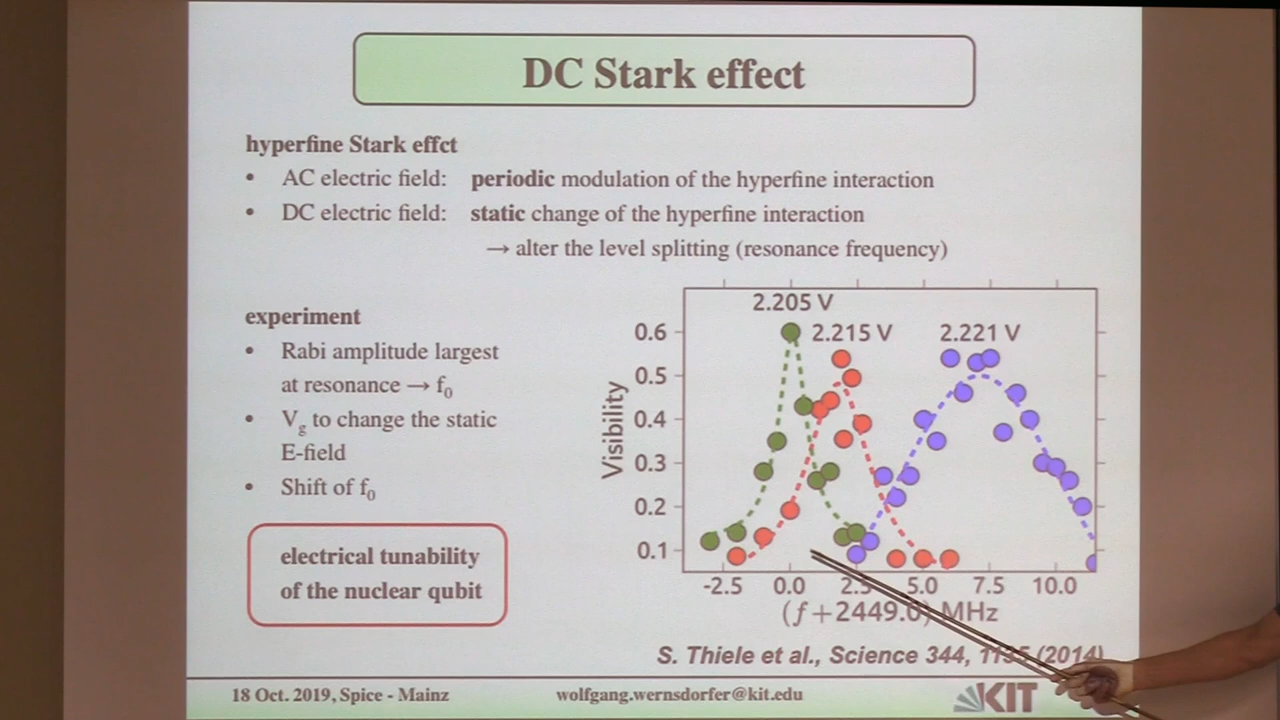 DC Stark effect
hyperfine Stark effct
• AC electric field: periodic modulation of the hyperfine interaction
• DC electric field: static change of the hyperfine interaction
→ alter the level splitting (resonance frequency)
experiment
• Rabi amplitude largest
at resonance → f0
• Vg to change the static
E-field
• Shift of f0
electrical tunability
of the nuclear qubit
2.205 V
2.215 V 2.221 V
0.6
0.5
0.4
0.3
0.2
0.1
Visibility
-2.5 0.0 2.5 5.0 7.5 10.0
(f+2449.0) MHz
S. Thiele et al., Science 344, 1135 (2014)
18 Oct. 2019, Spice - Mainz wolfgang.wernsdorfer@kit.edu KIT